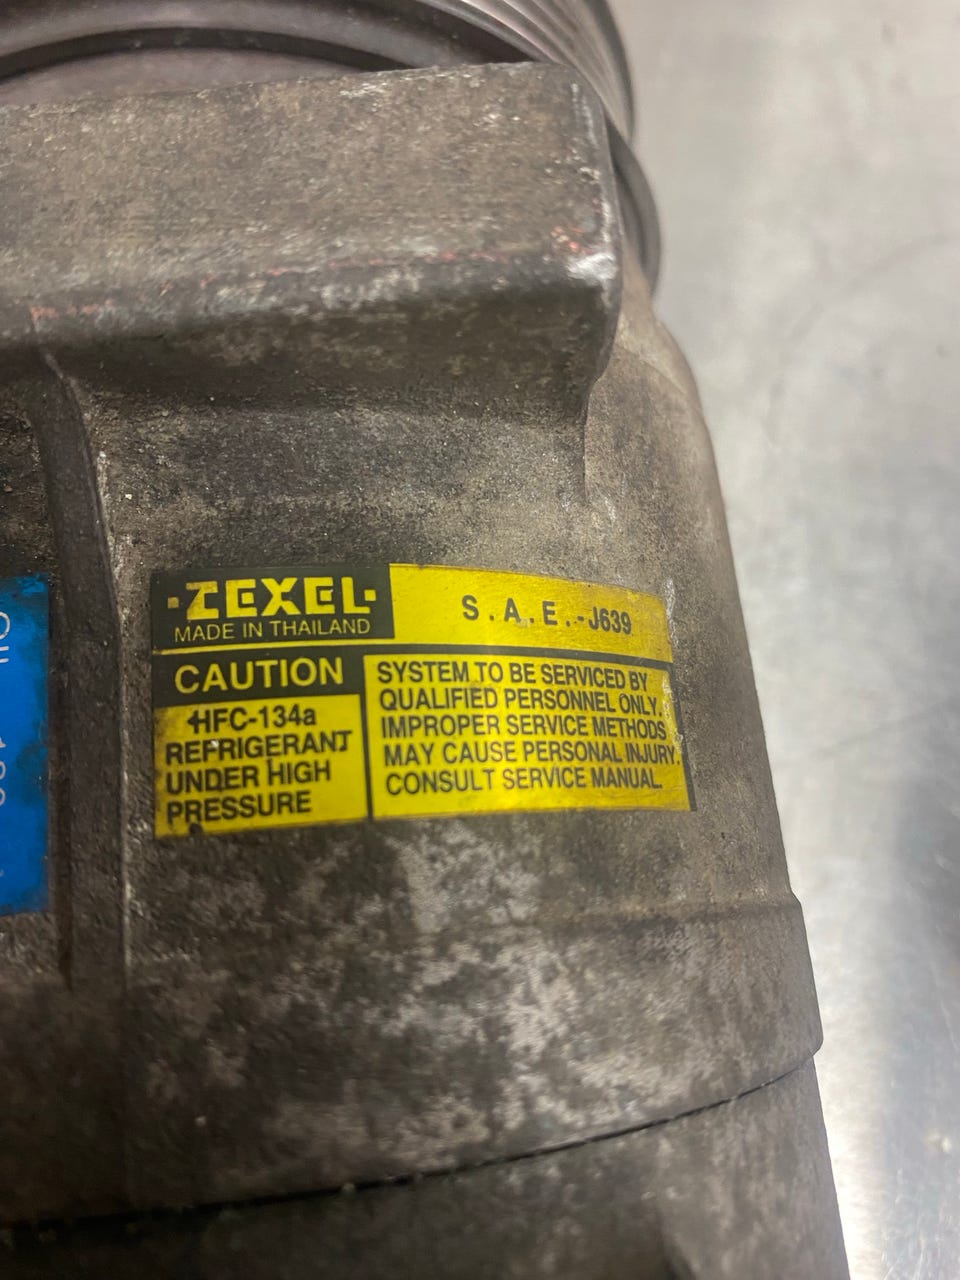 ZEXEL
MADE IN THAILAND
S.A.E.-J639
CAUTION
HFC-134a
REFRIGERANT
UNDER HIGH
PRESSURE
SYSTEM TO BE SERVICED BY
QUALIFIED PERSONNEL ONLY.
IMPROPER SERVICE METHODS
MAY CAUSE PERSONAL INJURY.
CONSULT SERVICE MANUAL.